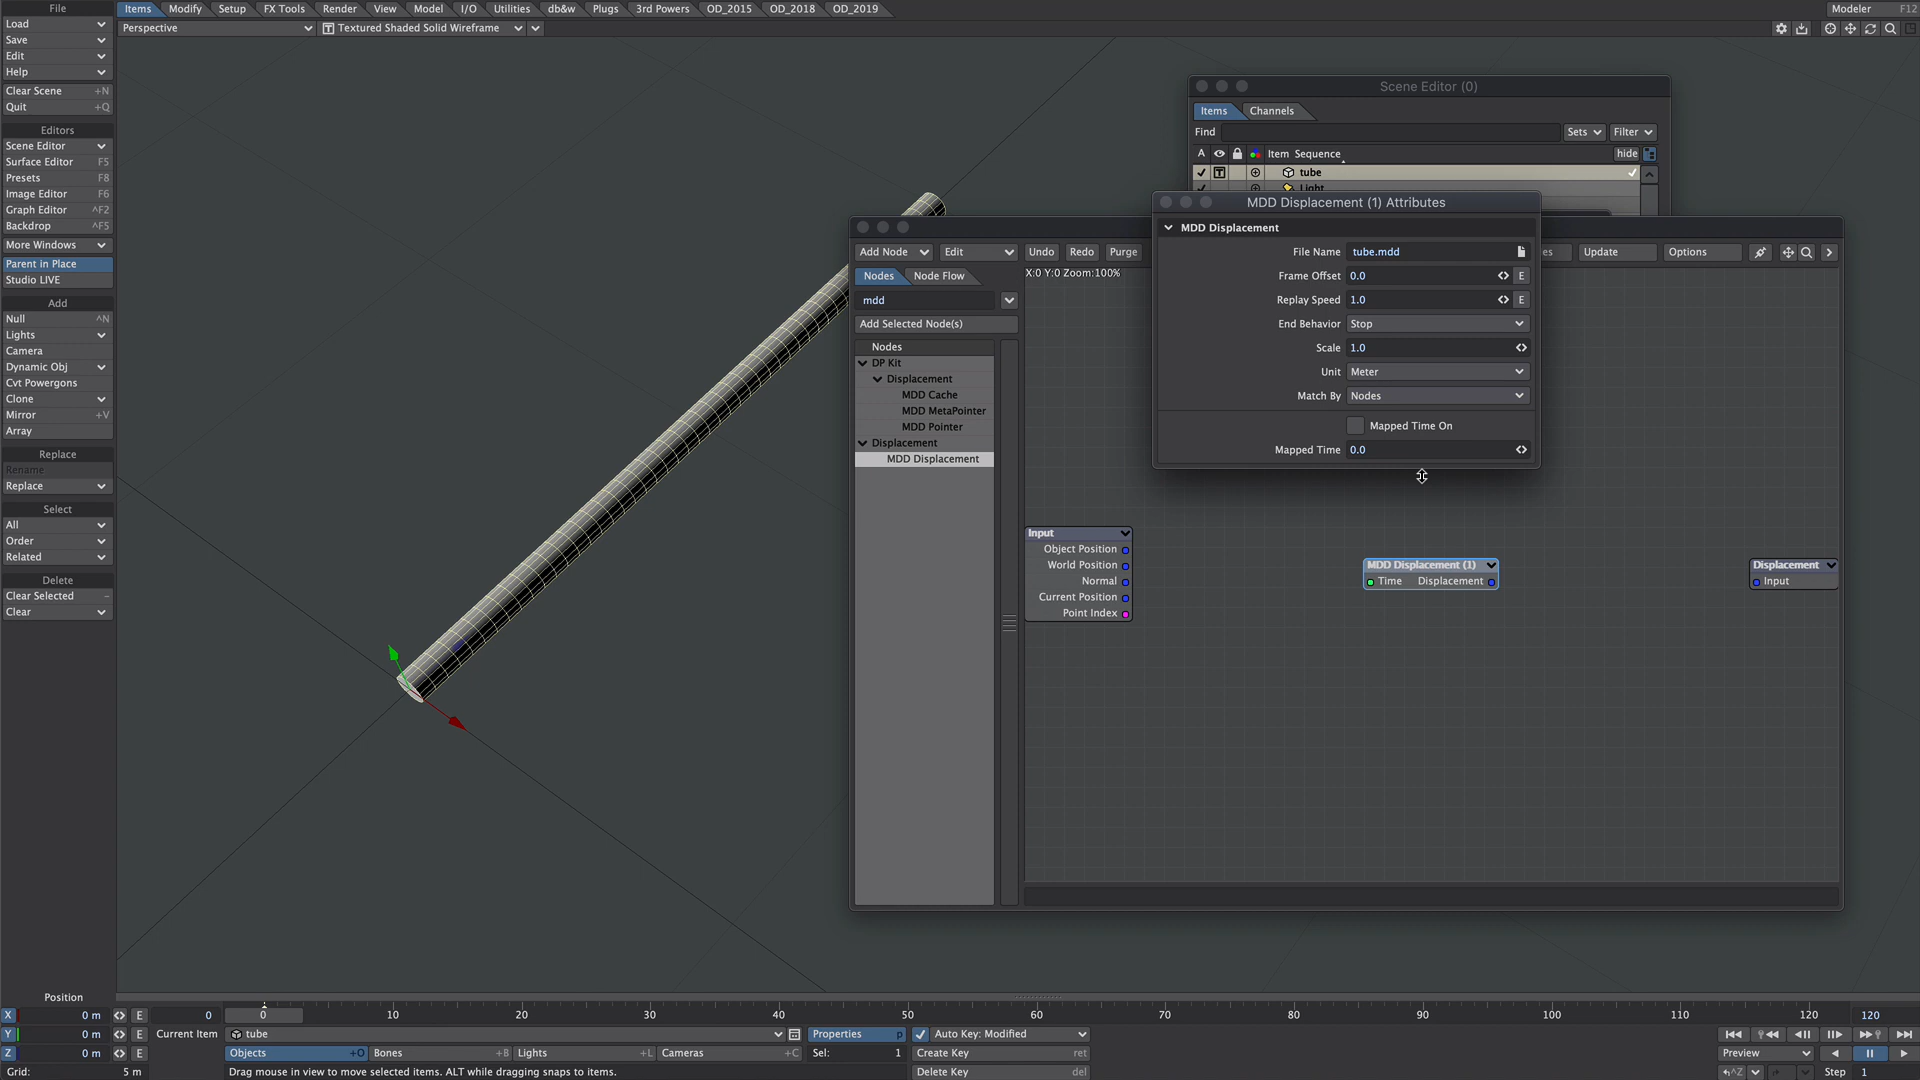 File
Items Modify Setup FX Tools Render View Model I/O Utilities db&w Plugs 3rd Powers OD_2015 OD_2018 OD_2019
Modeler F12
Perspective
Textured Shaded Solid Wireframe
Load
Save
Edit
Help
Clear Scene +N
Quit +Q
Editors
Scene Editor
Surface Editor F5
Presets F8
Image Editor F6
Graph Editor ^F2
Backdrop ^F5
More Windows
Parent in Place
Studio LIVE
Add
Null ^N
Lights
Camera
Dynamic Obj
Cvt Powergons
Clone
Mirror +V
Array
Replace
Rename
Replace
Select
All
Order
Related
Delete
Clear Selected –
Clear
Scene Editor (0)
Items Channels
Find
Sets Filter
A Item Sequence hide
T tube
Light
MDD Displacement (1) Attributes
MDD Displacement
File Name tube.mdd
Frame Offset 0.0 E
Replay Speed 1.0 E
End Behavior Stop
Scale 1.0
Unit Meter
Match By Nodes
Mapped Time On
Mapped Time 0.0
Add Node Edit Undo Redo Purge
es Update Options
Nodes Node Flow
X:0 Y:0 Zoom:100%
mdd
Add Selected Node(s)
Nodes
DP Kit
Displacement
MDD Cache
MDD MetaPointer
MDD Pointer
Displacement
MDD Displacement
Input
Object Position
World Position
Normal
Current Position
Point Index
MDD Displacement (1)
Time Displacement
Displacement
Input
Position
X 0 m E
Y 0 m E
Z 0 m E
Grid: 5 m
0 0 10 20 30 40 50 60 70 80 90 100 110 120 120
Current Item tube
Properties p
Auto Key: Modified
Objects +O Bones +B Lights +L Cameras +C
Sel: 1
Create Key ret
Drag mouse in view to move selected items. ALT while dragging snaps to items.
Delete Key del
Preview
^Z
Step 1